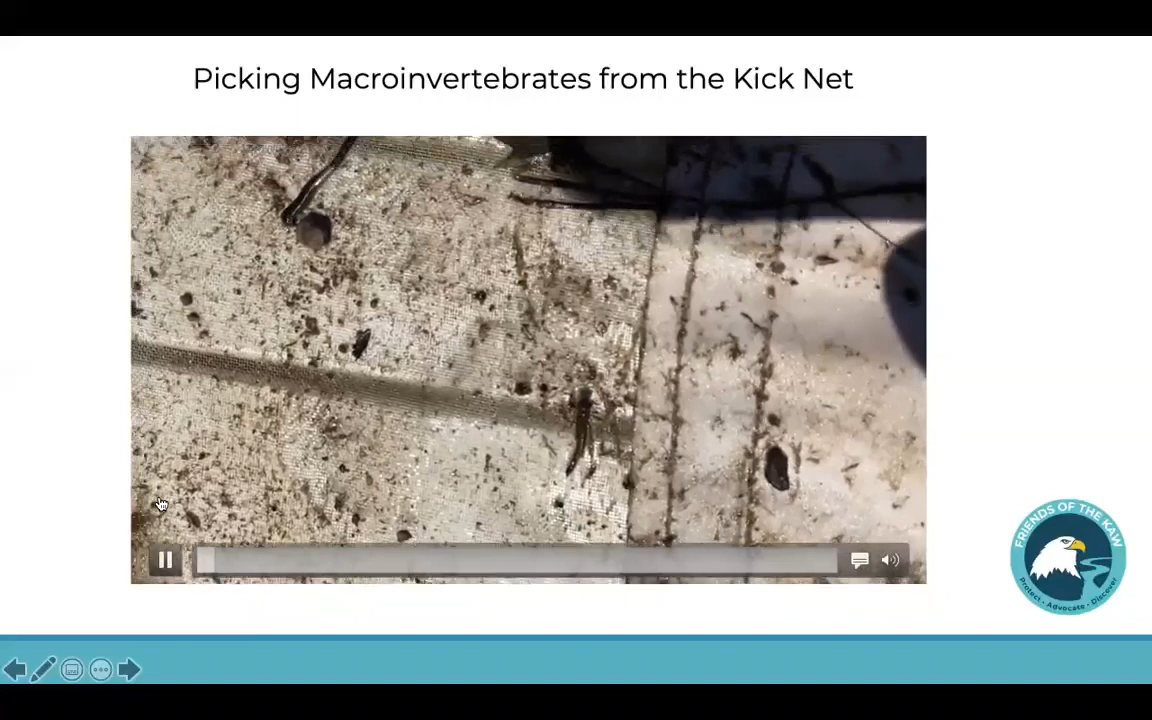 Picking Macroinvertebrates from the Kick Net
FRIENDS OF THE KAW
Protect • Advocate • Discover